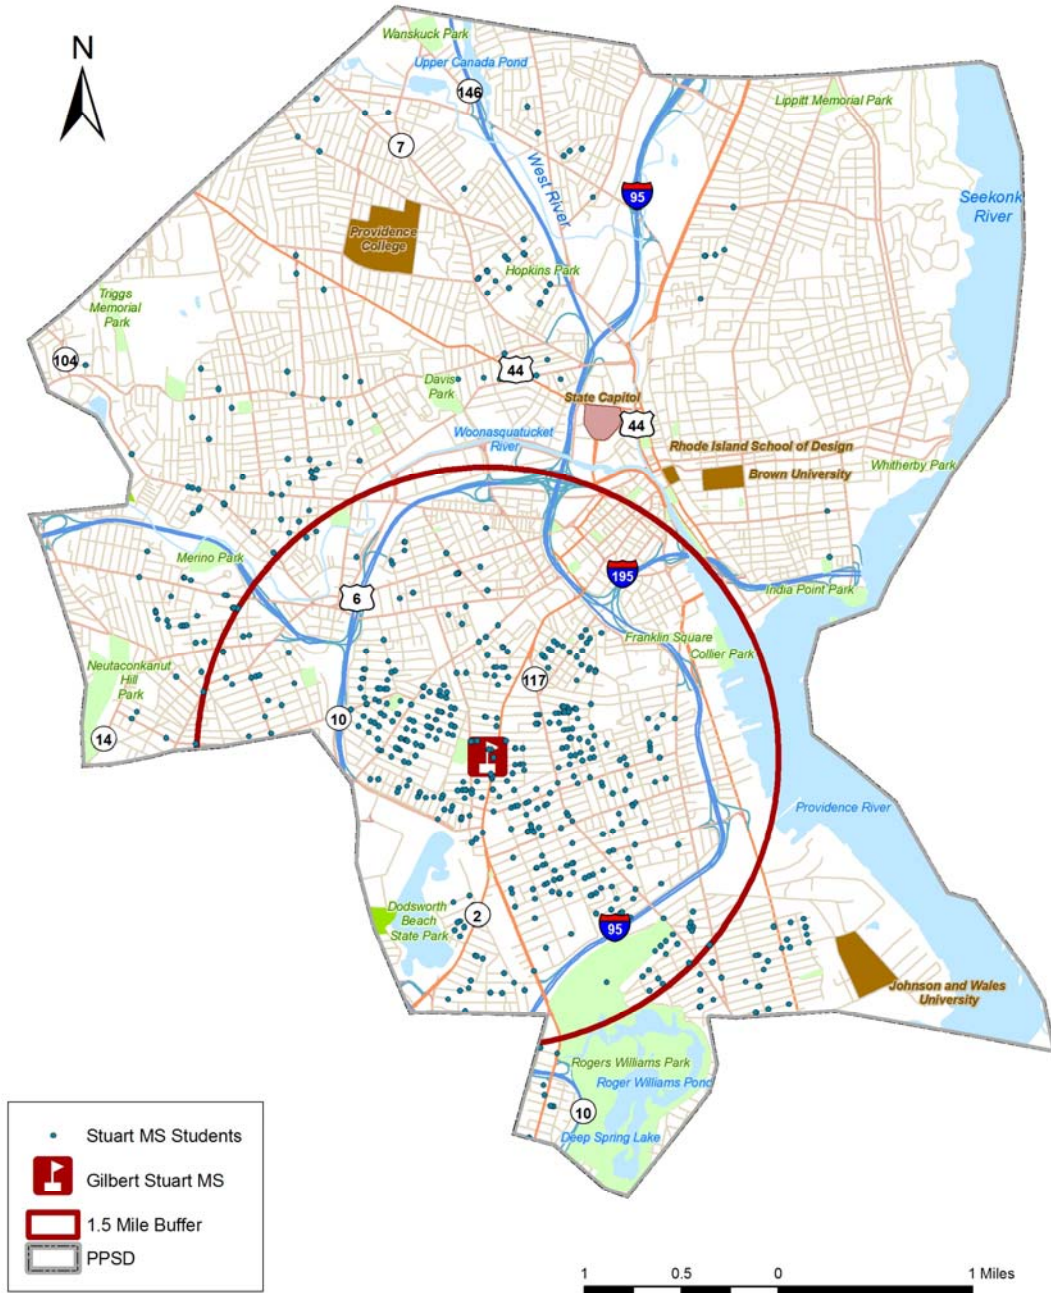 N
Wanskuck Park
Upper Canada Pond
146
Lippitt Memorial Park
7
West River
95
Seekonk
River
Providence
College
Hopkins Park
Triggs
Memorial
Park
104
44
Davis
Park
State Capitol
44
Woonasquatucket
River
Rhode Island School of Design
Brown University
Whitherby Park
Merino Park
195
6
India Point Park
Franklin Square
Collier Park
Neutaconkanut
Hill
Park
117
10
14
Providence River
Dodsworth
Beach
State Park
2
95
Johnson and Wales
University
Rogers Williams Park
Roger Williams Pond
10
Deep Spring Lake
Stuart MS Students
Gilbert Stuart MS
1.5 Mile Buffer
PPSD
1 0.5 0 1 Miles